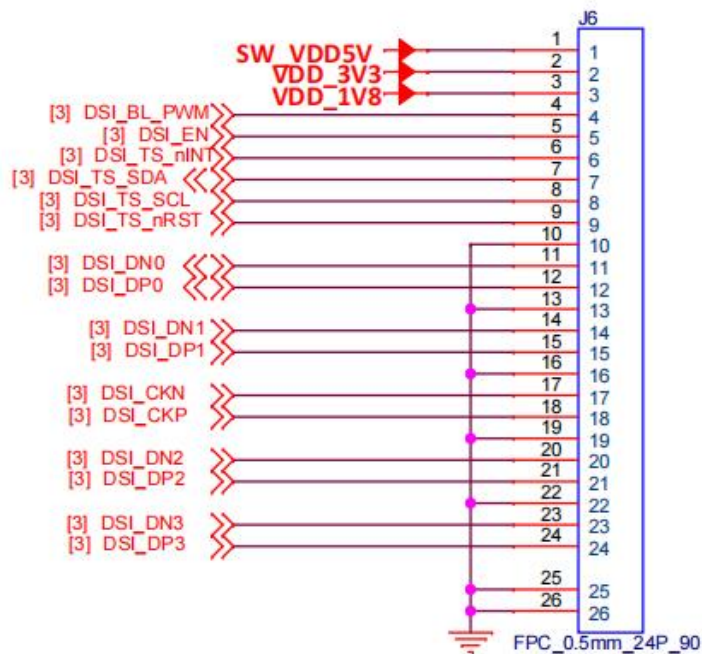 J6
SW_VDD5V 1 1
VDD_3V3 2 2
VDD_1V8 3 3
[3] DSI_BL_PWM 4 4
[3] DSI_EN 5 5
[3] DSI_TS_nINT 6 6
[3] DSI_TS_SDA 7 7
[3] DSI_TS_SCL 8 8
[3] DSI_TS_nRST 9 9
10 10
[3] DSI_DN0 11 11
[3] DSI_DP0 12 12
13 13
[3] DSI_DN1 14 14
[3] DSI_DP1 15 15
16 16
[3] DSI_CKN 17 17
[3] DSI_CKP 18 18
19 19
[3] DSI_DN2 20 20
[3] DSI_DP2 21 21
22 22
[3] DSI_DN3 23 23
[3] DSI_DP3 24 24
25 25
26 26
FPC_0.5mm_24P_90